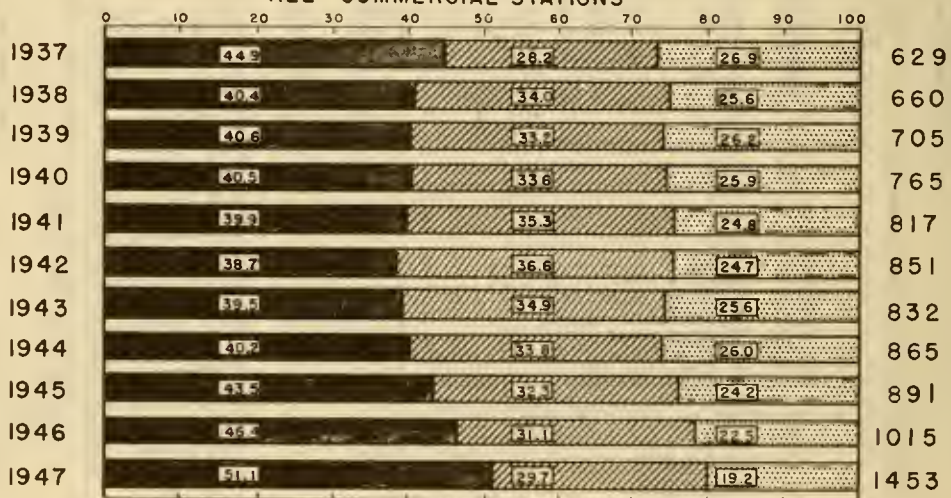 ALL COMMERCIAL STATIONS
0 10 20 30 40 50 60 70 80 90 100
1937 44.9 28.2 26.9 629
1938 40.4 34.0 25.6 660
1939 40.6 33.2 26.2 705
1940 40.5 33.6 25.9 765
1941 39.9 35.3 24.8 817
1942 38.7 36.6 24.7 851
1943 39.5 34.9 25.6 832
1944 40.2 33.8 26.0 865
1945 43.5 32.3 24.2 891
1946 46.4 31.1 22.5 1015
1947 51.1 29.7 19.2 1453